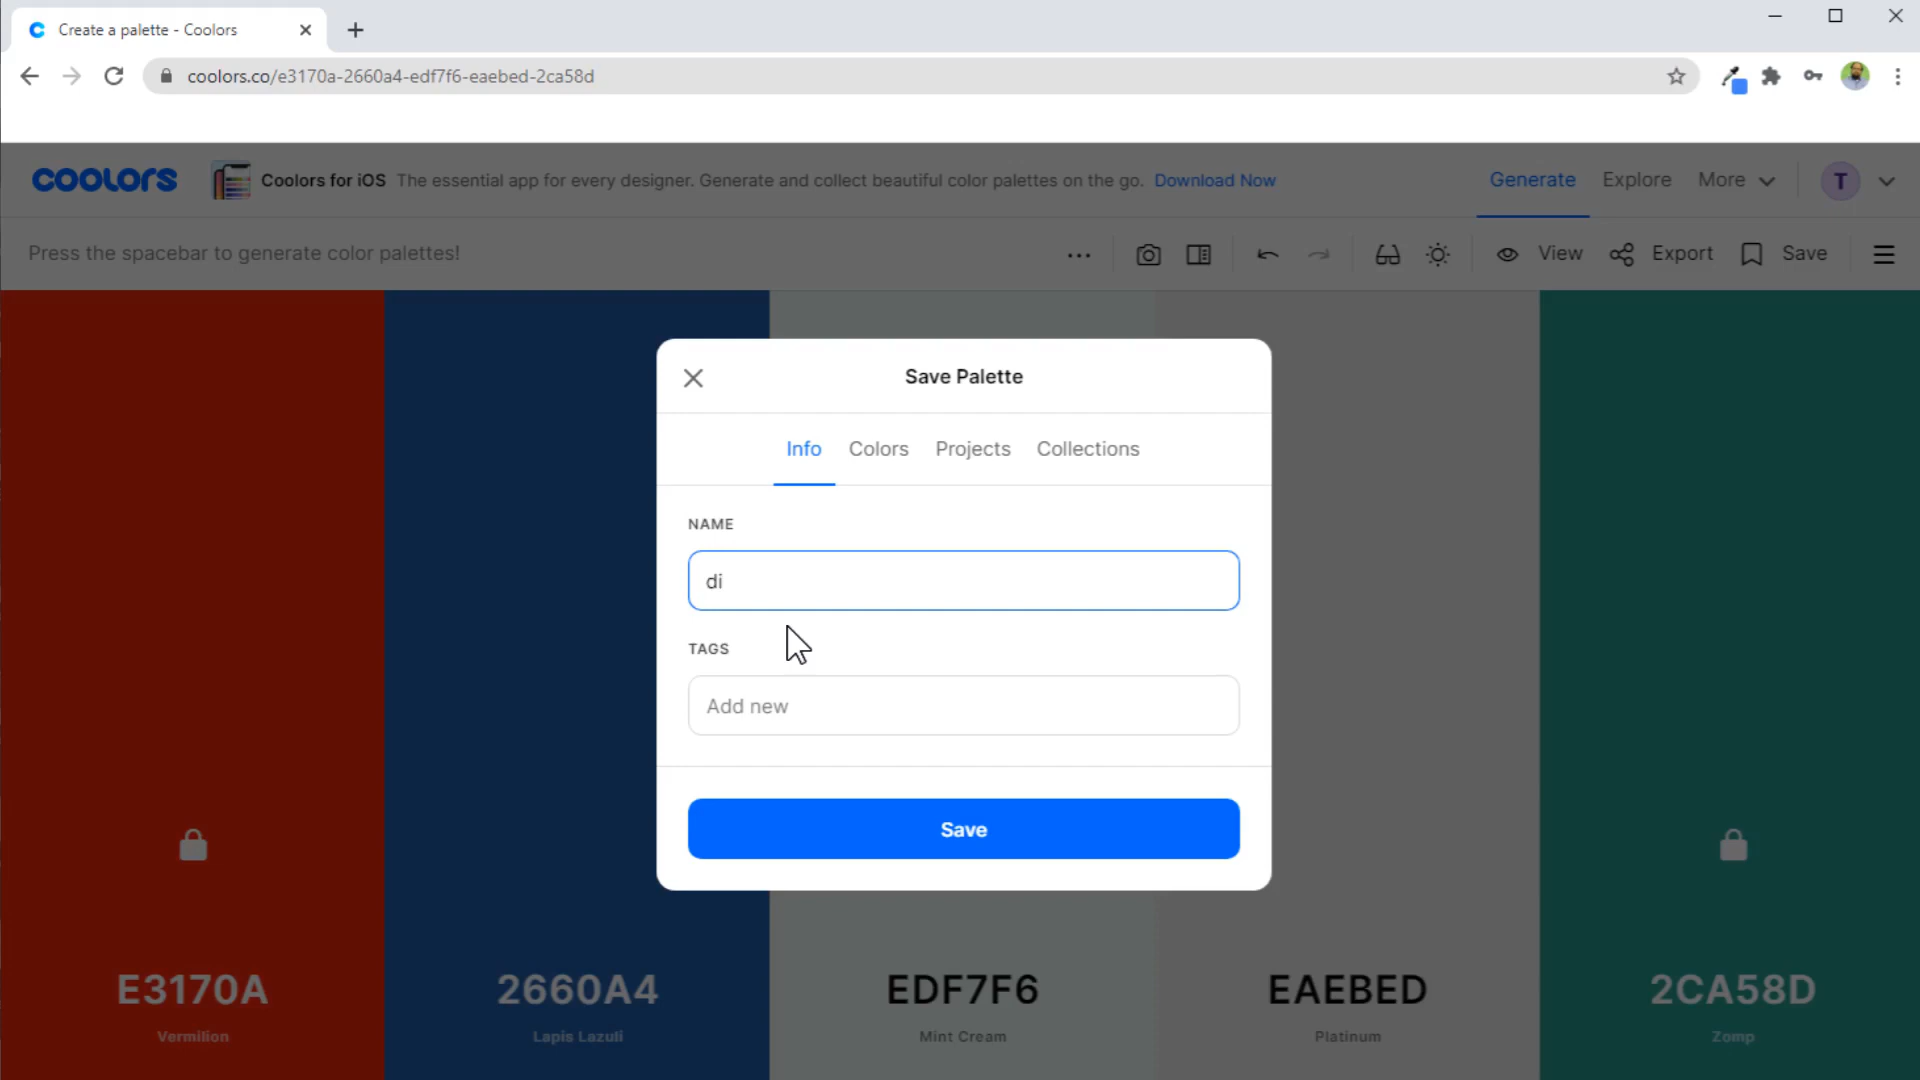 Create a palette - Coolors
coolors.co/e3170a-2660a4-edf7f6-eaebed-2ca58d
coolors
Coolors for iOS The essential app for every designer. Generate and collect beautiful color palettes on the go. Download Now
Generate Explore More T
Press the spacebar to generate color palettes!
View Export Save
Save Palette
Info Colors Projects Collections
NAME
di
TAGS
Add new
Save
E3170A 2660A4 EDF7F6 EAEBED 2CA58D
Vermilion Lapis Lazuli Mint Cream Platinum Zomp